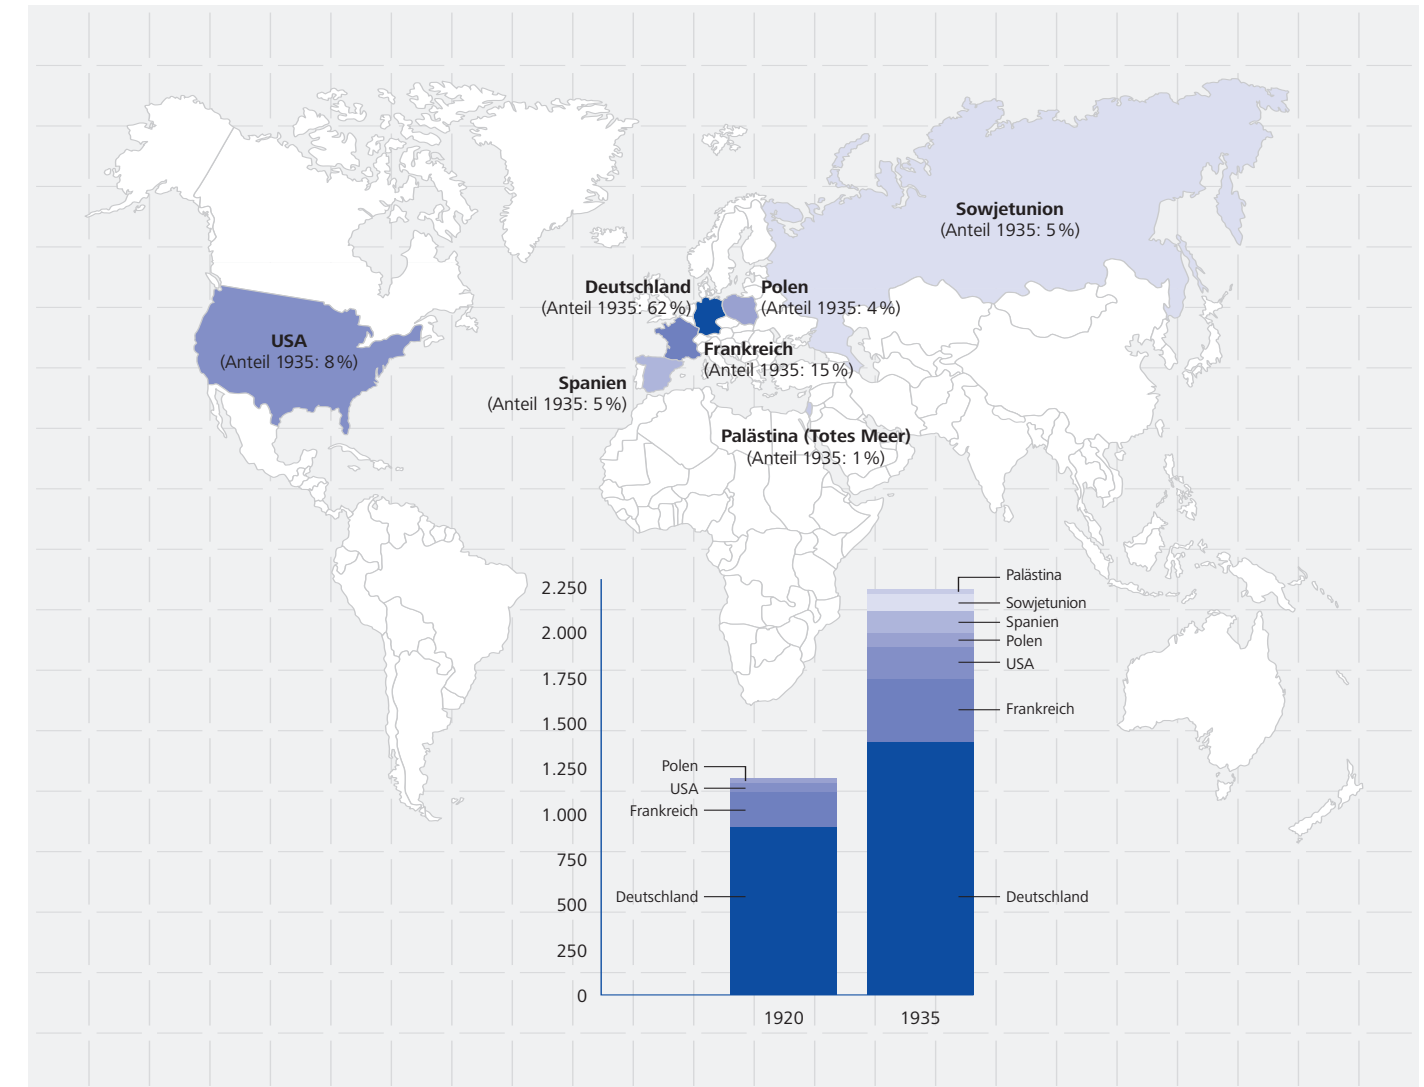 Sowjetunion
(Anteil 1935: 5%)
Deutschland
(Anteil 1935: 62%)
Polen
(Anteil 1935: 4%)
USA
(Anteil 1935: 8%)
Frankreich
(Anteil 1935: 15%)
Spanien
(Anteil 1935: 5%)
Palästina (Totes Meer)
(Anteil 1935: 1%)
2.250
2.000
1.750
1.500
1.250
1.000
750
500
250
0
Polen
USA
Frankreich
Deutschland
Palästina
Sowjetunion
Spanien
Polen
USA
Frankreich
Deutschland
1920
1935